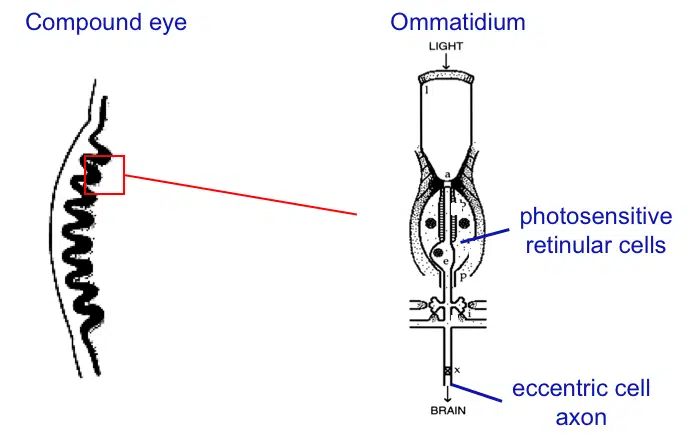 Compound eye
Ommatidium
LIGHT
l
a
photosensitive
retinular cells
e
p
i
x
eccentric cell
axon
BRAIN